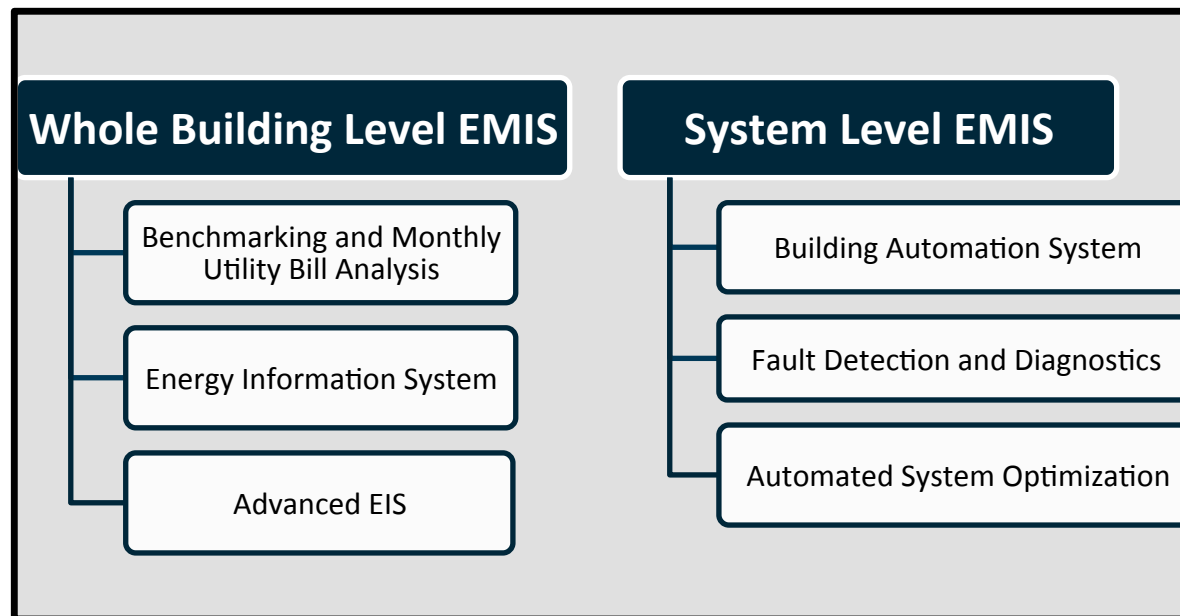 Whole Building Level EMIS
Benchmarking and Monthly
Utility Bill Analysis
Energy Information System
Advanced EIS
System Level EMIS
Building Automation System
Fault Detection and Diagnostics
Automated System Optimization